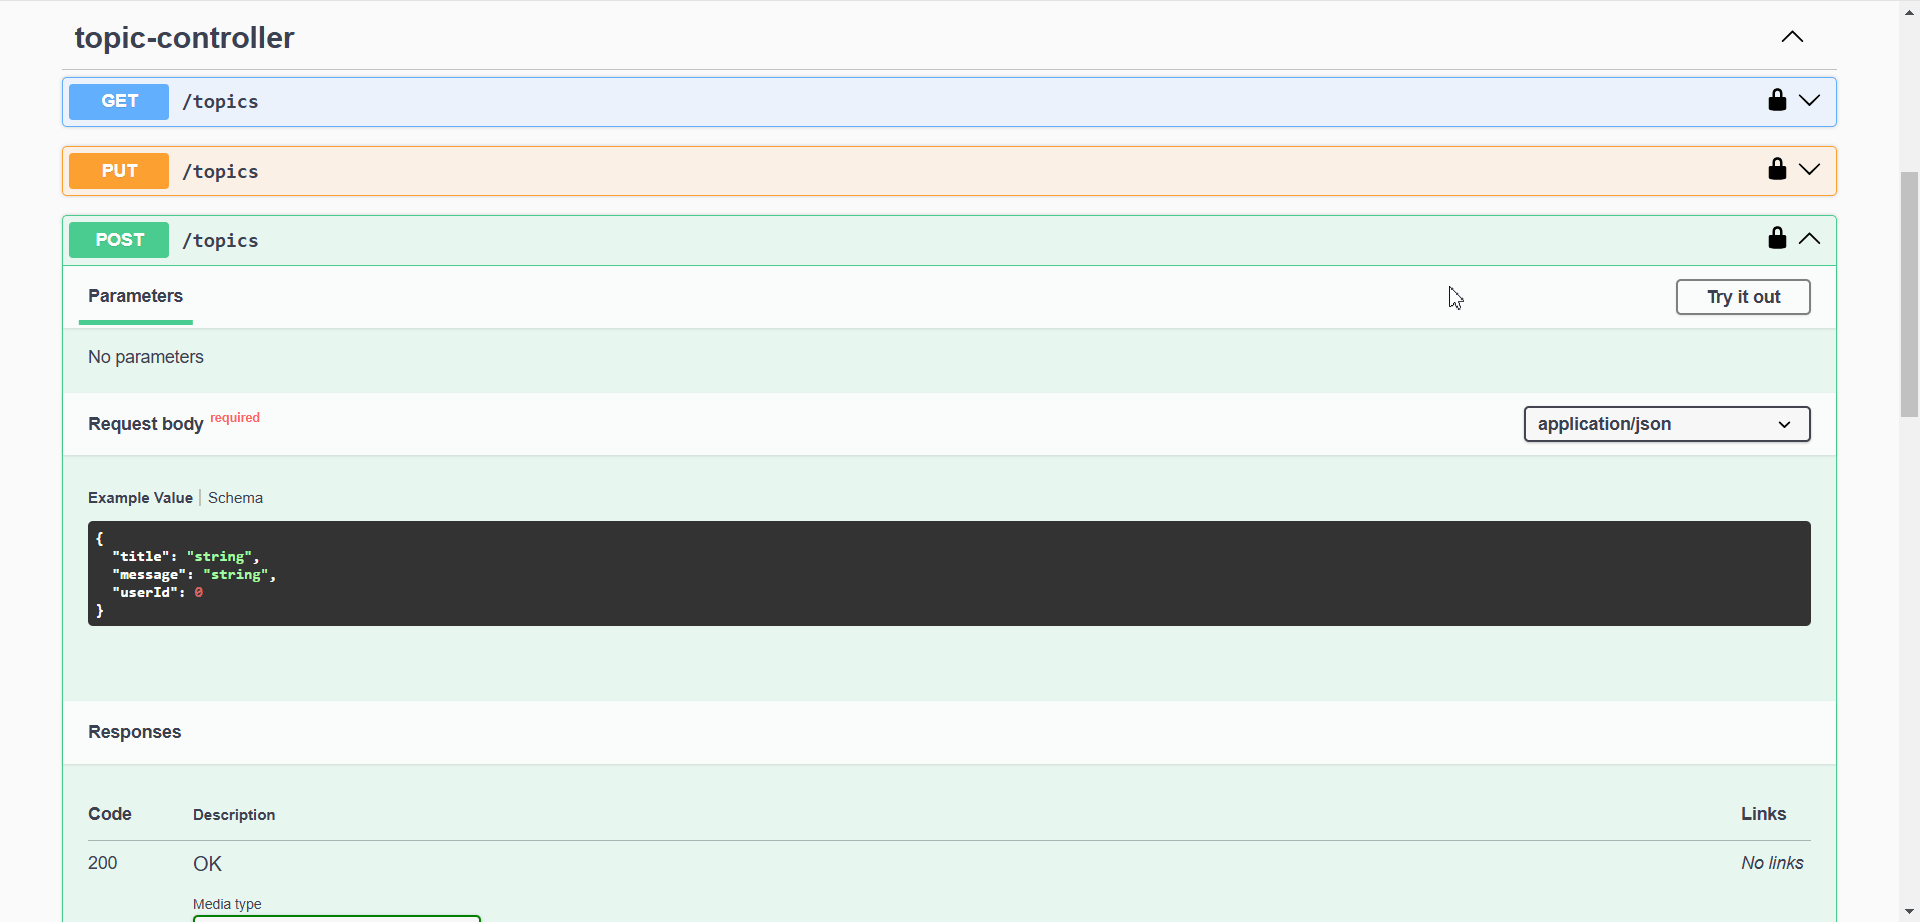 topic-controller
GET /topics
PUT /topics
POST /topics
Parameters
Try it out
No parameters
Request body required
application/json
Example Value Schema
{
  "title": "string",
  "message": "string",
  "userId": 0
}
Responses
Code Description Links
200 OK No links
Media type